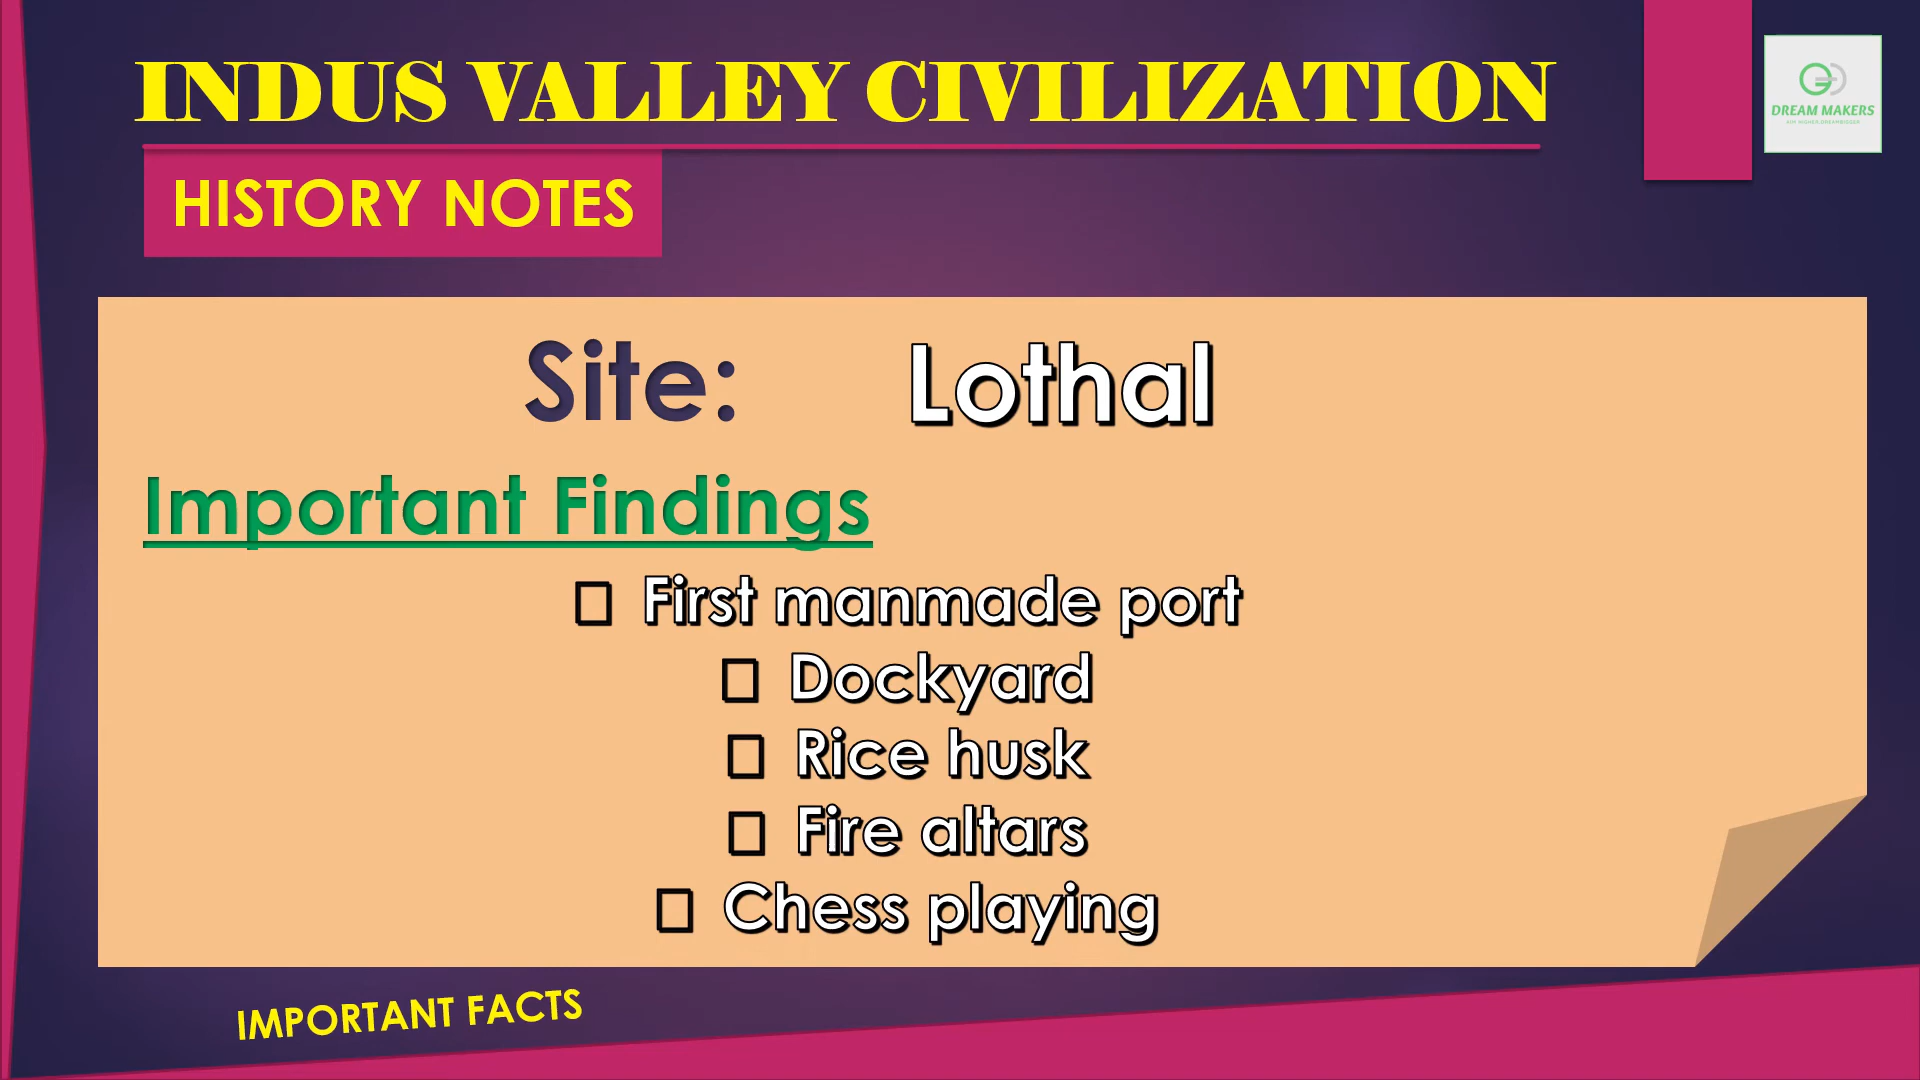 INDUS VALLEY CIVILIZATION
DREAM MAKERS
HISTORY NOTES
Site: Lothal
Important Findings
First manmade port
Dockyard
Rice husk
Fire altars
Chess playing
IMPORTANT FACTS